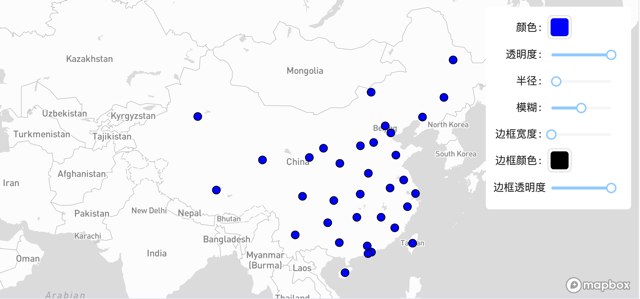 Kazakhstan
Mongolia
Uzbekistan
Kyrgyzstan
Turkmenistan
Tajikistan
Beijing
North Korea
South Korea
China
Afghanistan
Iran
Pakistan
New Delhi
Nepal
Bhutan
Karachi
Bangladesh
Oman
India
Myanmar
(Burma)
Laos
Thailand
Taiwan
Arabian
颜色:
透明度:
半径:
模糊:
边框宽度:
边框颜色:
边框透明度
mapbox